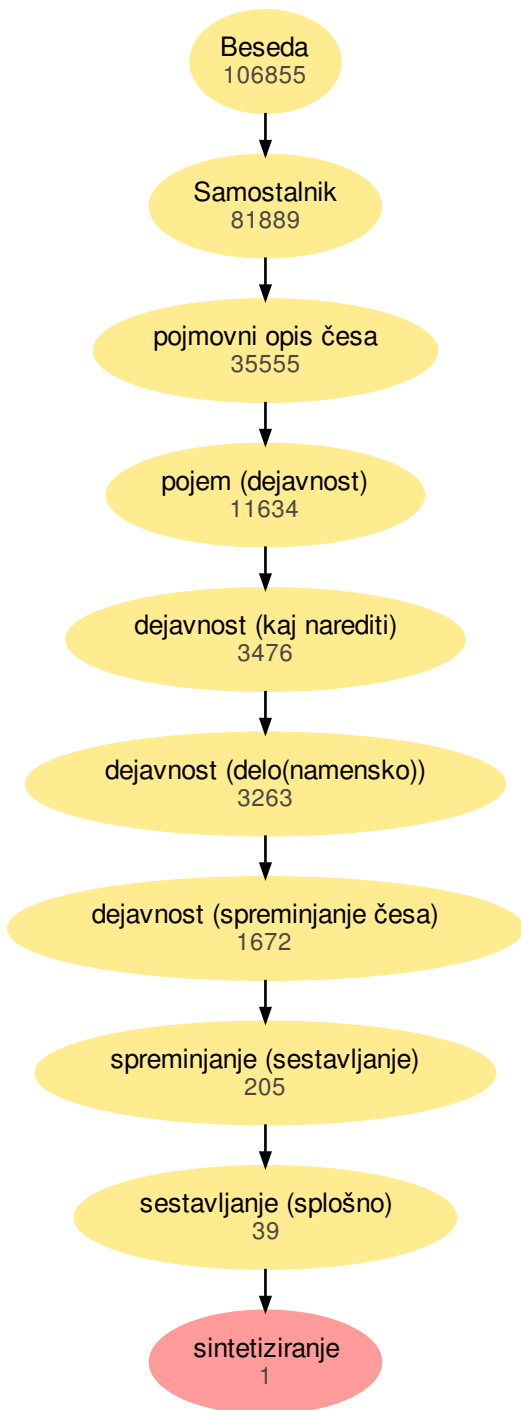 Beseda
106855
Samostalnik
81889
pojmovni opis česa
35555
pojem (dejavnost)
11634
dejavnost (kaj narediti)
3476
dejavnost (delo(namensko))
3263
dejavnost (spreminjanje česa)
1672
spreminjanje (sestavljanje)
205
sestavljanje (splošno)
39
sintetiziranje
1